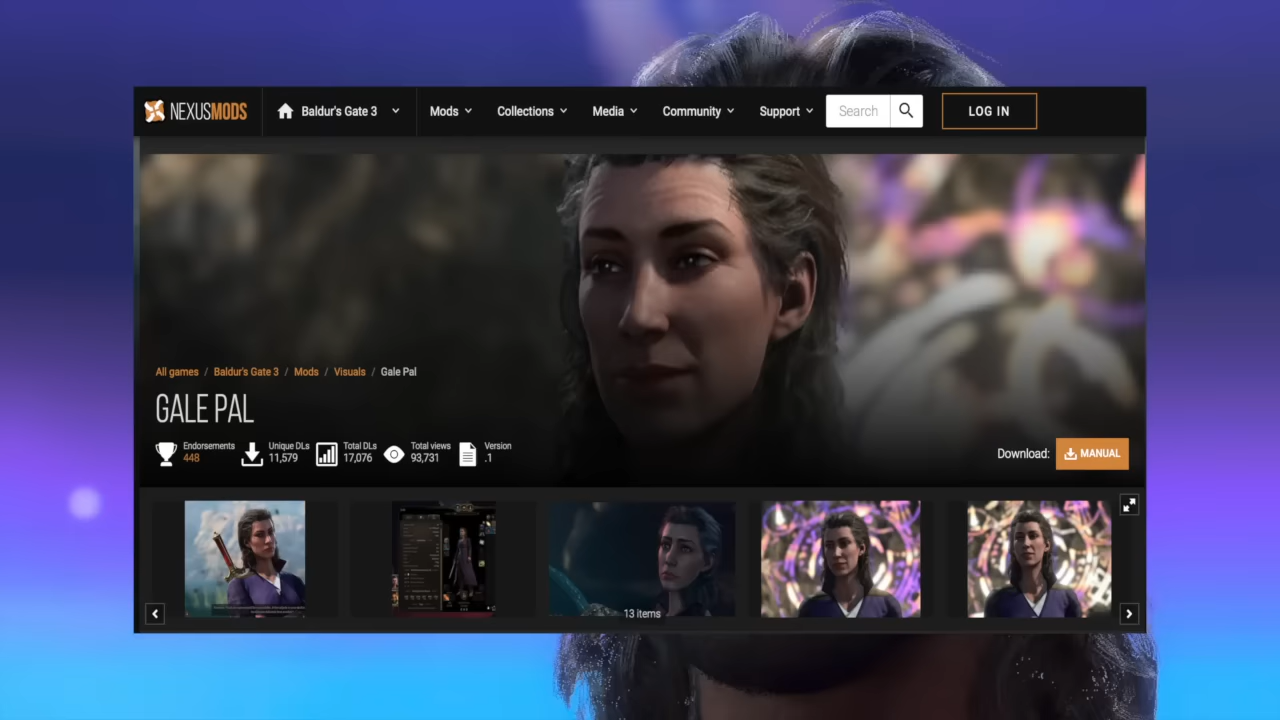 NEXUSMODS Baldur's Gate 3 Mods Collections Media Community Support Search LOG IN
All games / Baldur's Gate 3 / Mods / Visuals / Gale Pal
GALE PAL
Endorsements Unique DLs Total DLs Total views Version
448 11,579 17,076 93,731 .1
Download: MANUAL
13 items